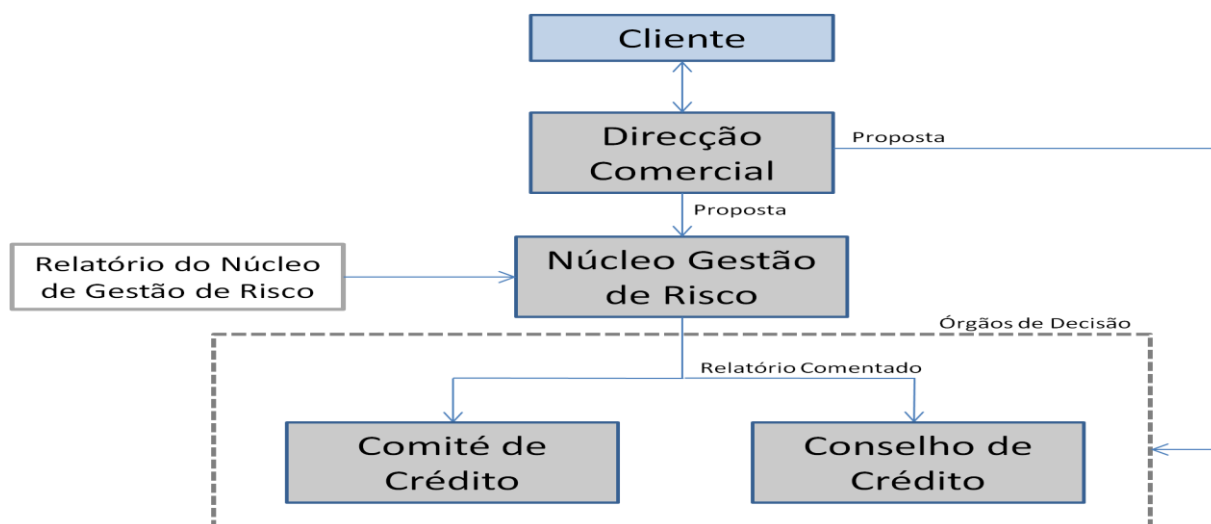 Cliente
Direcção
Comercial
Proposta
Proposta
Núcleo Gestão
de Risco
Relatório do Núcleo
de Gestão de Risco
Órgãos de Decisão
Relatório Comentado
Comité de
Crédito
Conselho de
Crédito